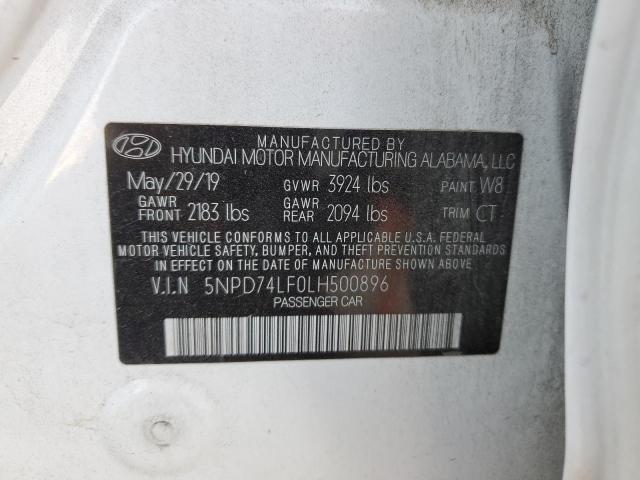 MANUFACTURED BY
HYUNDAI MOTOR MANUFACTURING ALABAMA, LLC
May/29/19 GVWR 3924 lbs PAINT W8
GAWR FRONT 2183 lbs GAWR REAR 2094 lbs TRIM CT
THIS VEHICLE CONFORMS TO ALL APPLICABLE U.S.A. FEDERAL
MOTOR VEHICLE SAFETY, BUMPER, AND THEFT PREVENTION STANDARDS
IN EFFECT ON THE DATE OF MANUFACTURE SHOWN ABOVE.
V.I.N 5NPD74LF0LH500896
PASSENGER CAR